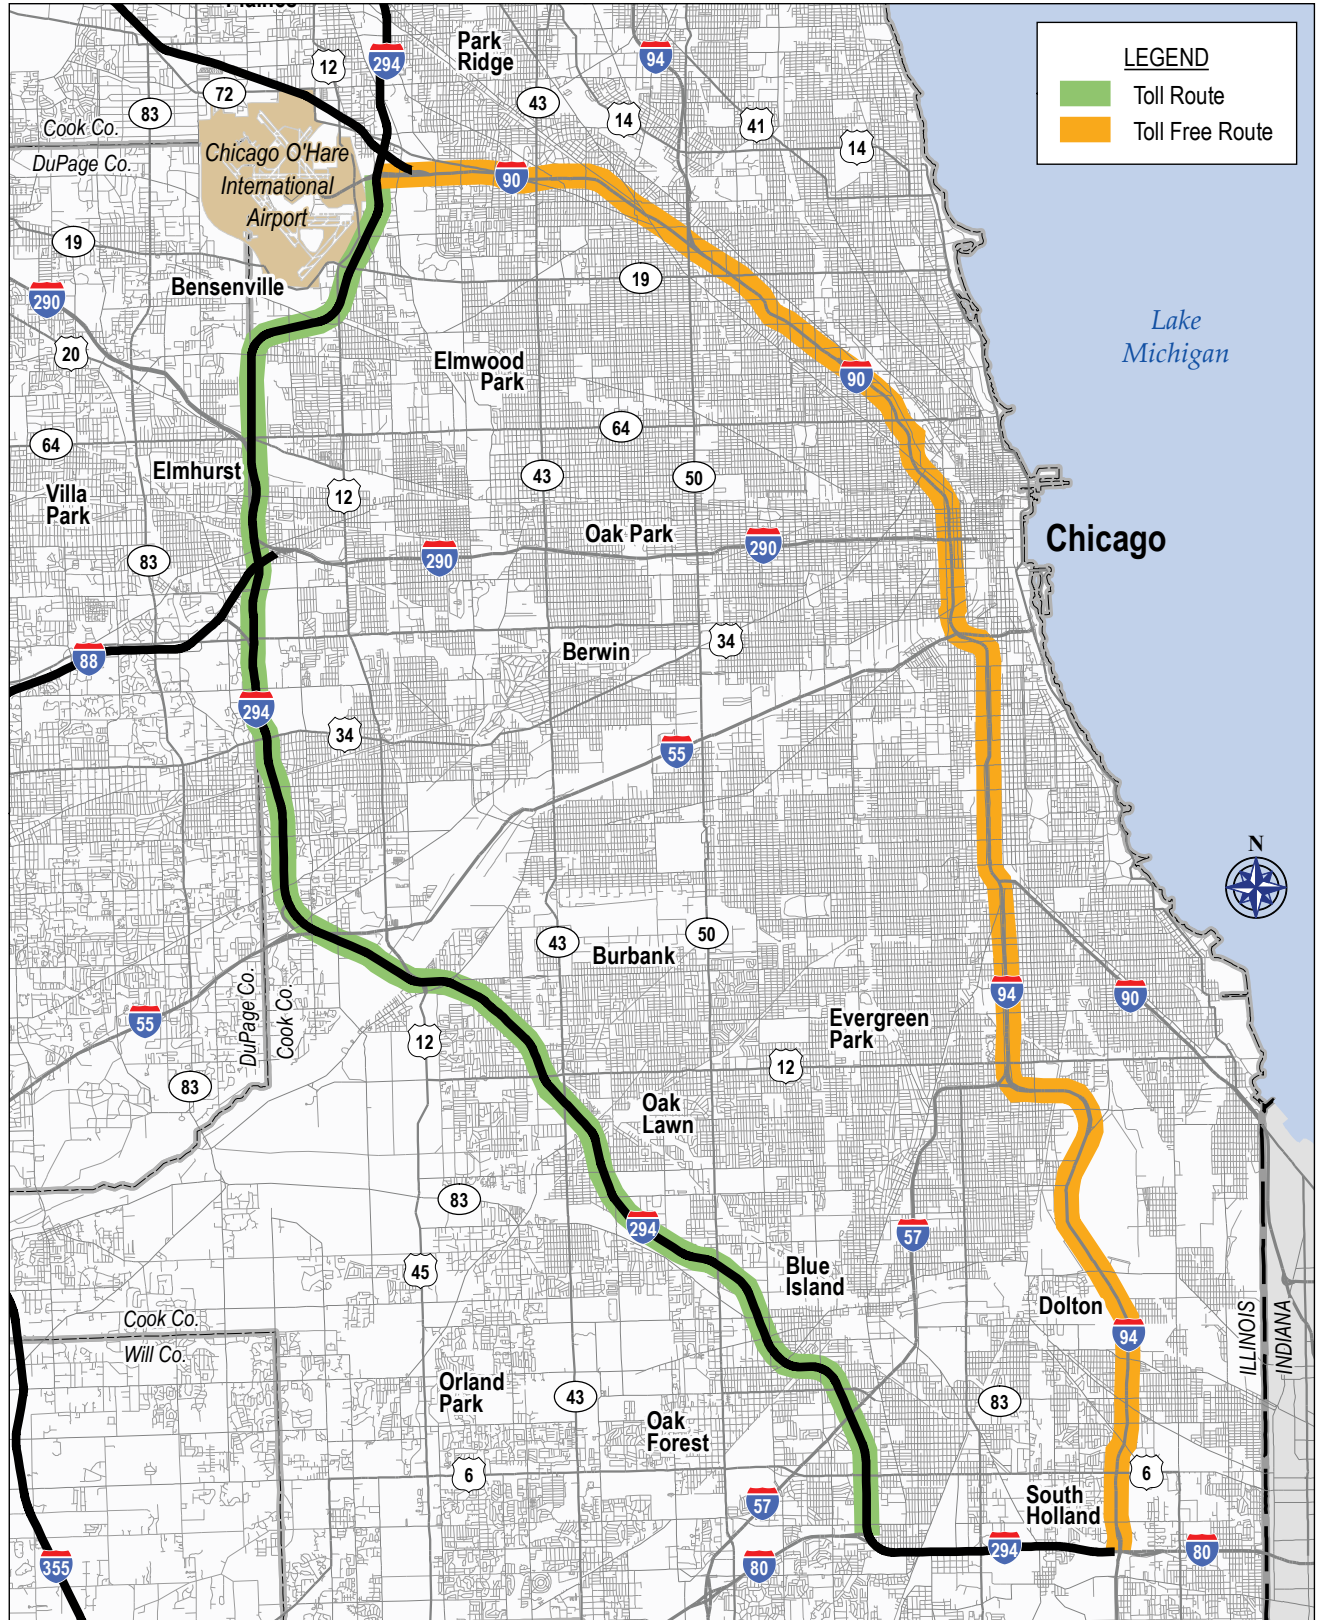 Park
Ridge
12
294
94
72
83
43
14
41
14
LEGEND
Toll Route
Toll Free Route
Cook Co.
DuPage Co.
Chicago O'Hare
International
Airport
90
19
Bensenville
19
290
20
Elmwood
Park
90
Lake
Michigan
64
64
Elmhurst
43
50
Villa
Park
12
Oak Park
290
290
Chicago
83
88
Berwin
34
294
34
55
N
43
50
Burbank
DuPage Co.
Cook Co.
94
90
55
12
Evergreen
Park
83
12
Oak
Lawn
83
294
57
45
Blue
Island
Dolton
94
ILLINOIS
INDIANA
Cook Co.
Will Co.
Orland
Park
43
83
Oak
Forest
6
6
57
South
Holland
355
80
294
80